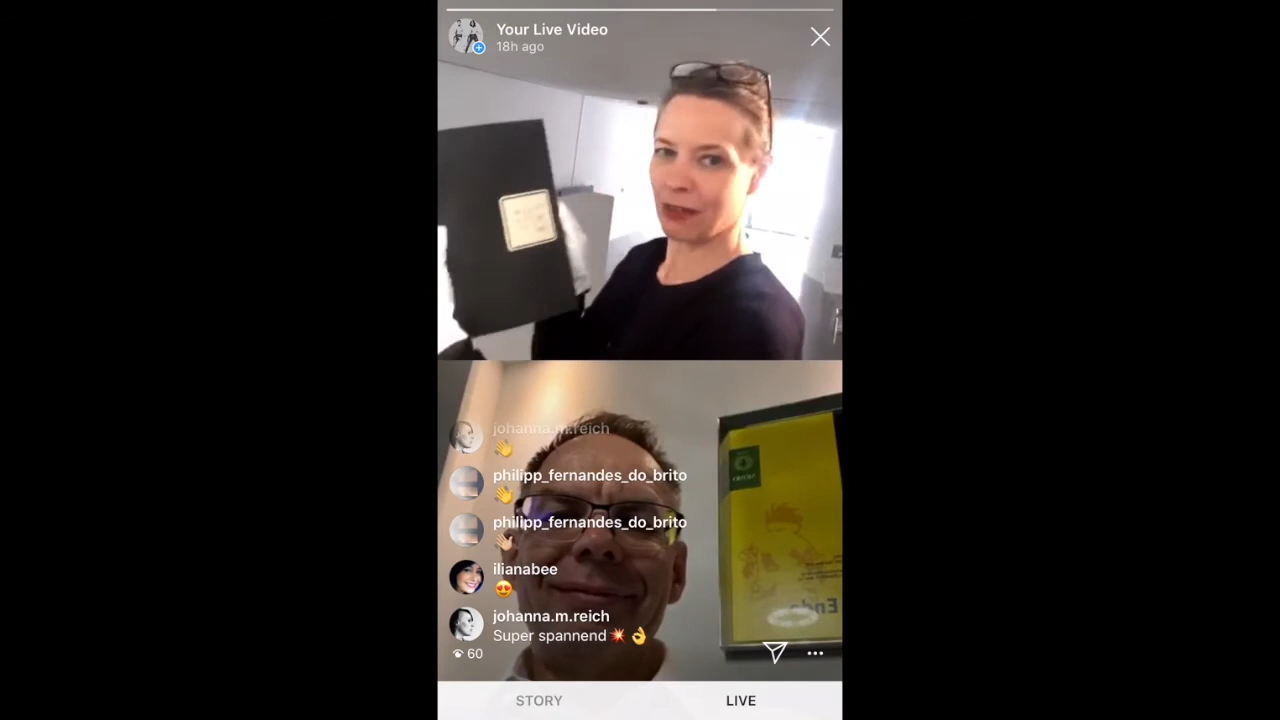 Your Live Video
18h ago
johanna.m.reich
👋
philipp_fernandes_do_brito
👋
philipp_fernandes_do_brito
👋🏼
ilianabee
😍
johanna.m.reich
Super spannend💥👌
60
STORY
LIVE